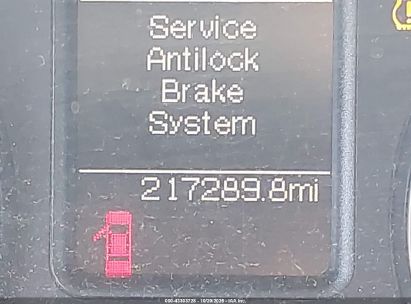 Service
Antilock
Brake
System
217289.8mi